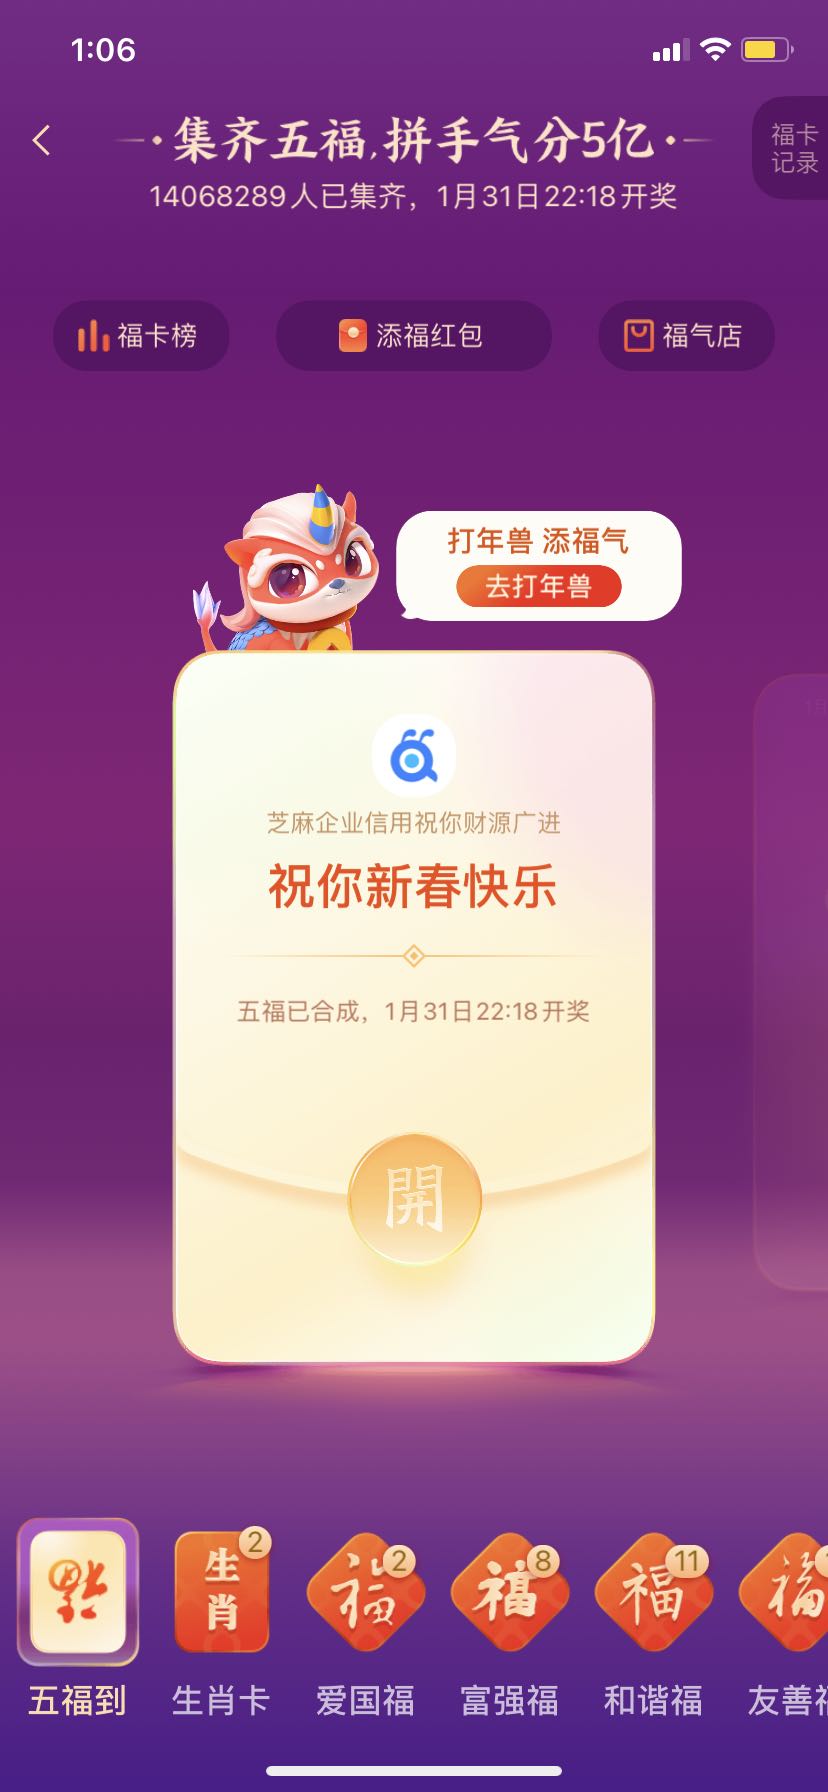 1:06
集齐五福,拼手气分5亿
14068289人已集齐，1月31日22:18开奖
福卡
记录
福卡榜
添福红包
福气店
打年兽 添福气
去打年兽
芝麻企业信用祝你财源广进
祝你新春快乐
五福已合成，1月31日22:18开奖
開
福
五福到
生肖
2
生肖卡
福
2
爱国福
福
8
富强福
福
11
和谐福
福
友善福